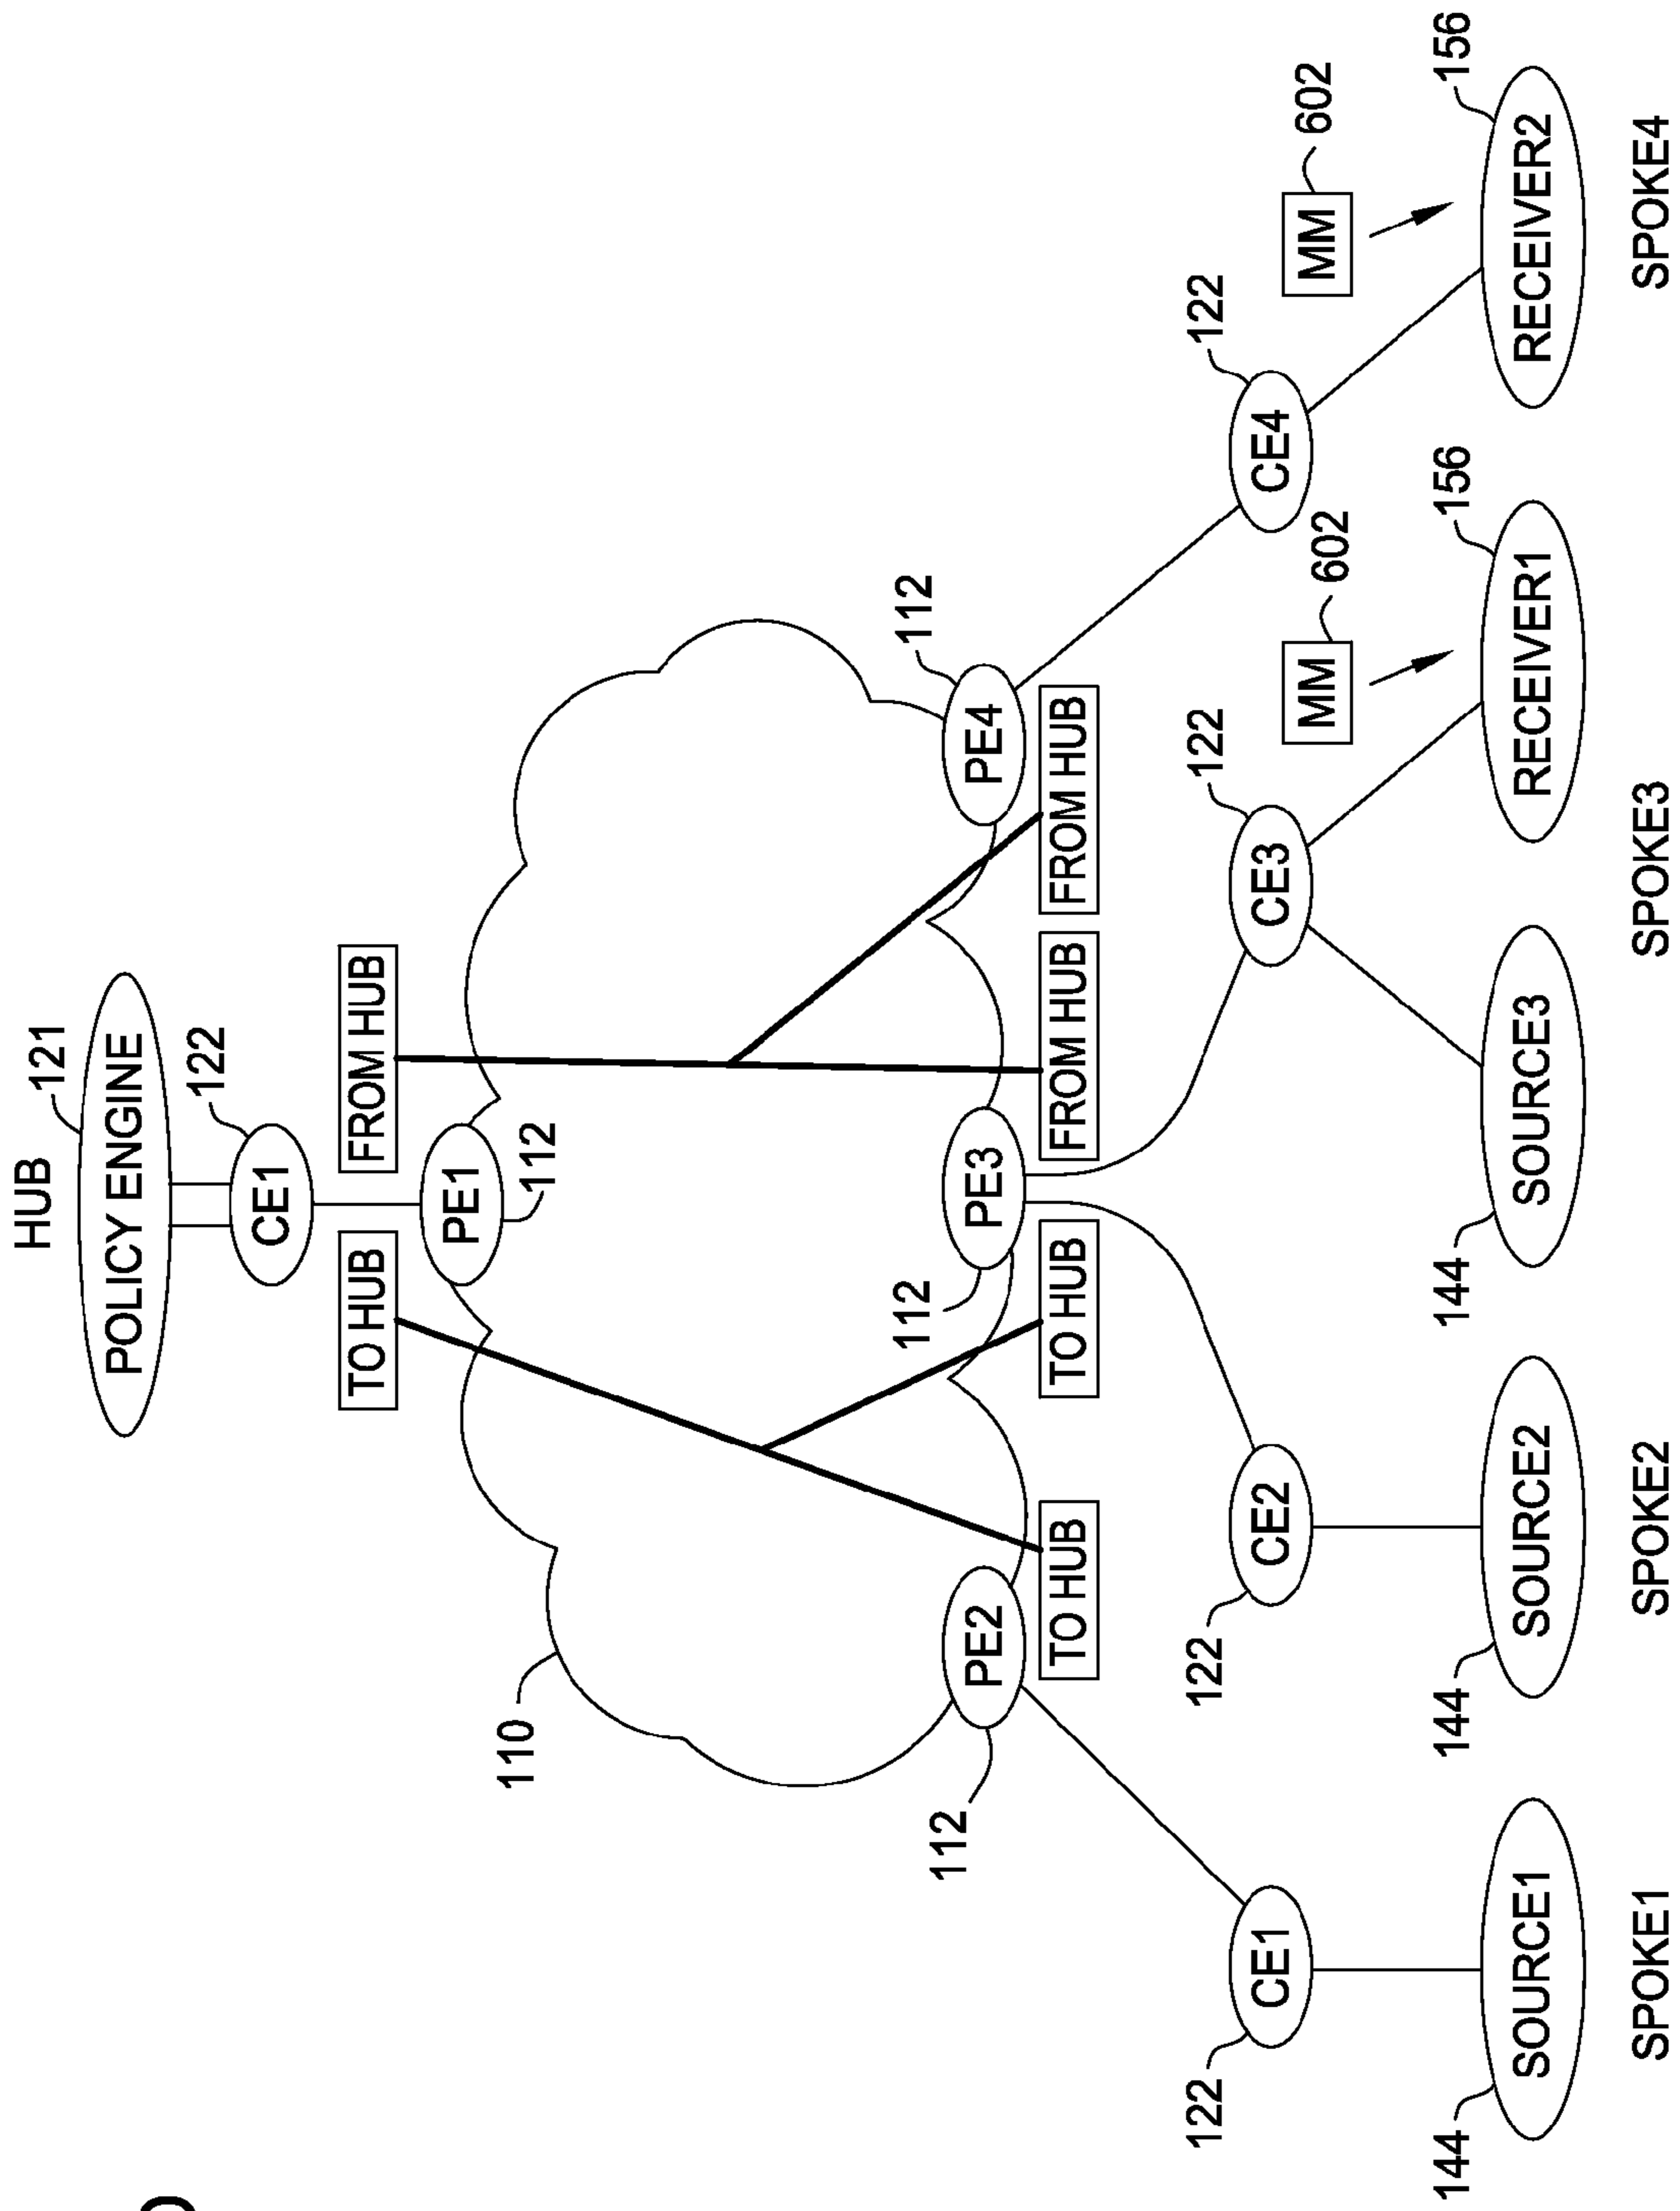 HUB
POLICY ENGINE
121
CE1
122
TO HUB
FROM HUB
PE1
112
110
PE2
112
PE3
112
PE4
112
TO HUB
TO HUB
FROM HUB
FROM HUB
CE1
122
CE2
122
CE3
122
CE4
122
MM
602
MM
602
SOURCE1
144
SOURCE2
144
SOURCE3
144
RECEIVER1
156
RECEIVER2
156
SPOKE1
SPOKE2
SPOKE3
SPOKE4